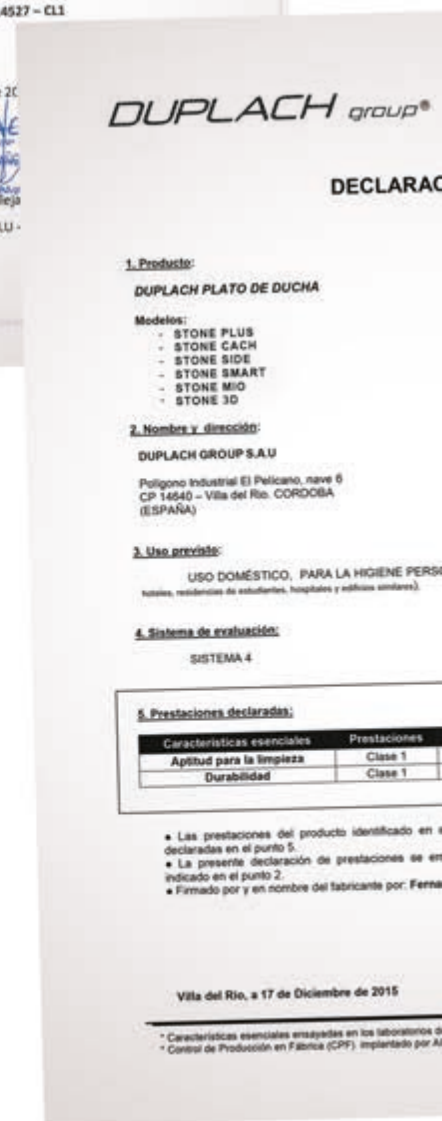 4527 – CL1
DUPLACH group®
DECLARAC
1. Producto:
DUPLACH PLATO DE DUCHA
Modelos:
- STONE PLUS
- STONE CACH
- STONE SIDE
- STONE SMART
- STONE MIO
- STONE 3D
2. Nombre y dirección:
DUPLACH GROUP S.A.U
Polígono Industrial El Pelícano, nave 6
CP 14640 – Villa del Rio. CORDOBA
(ESPAÑA)
3. Uso previsto:
USO DOMÉSTICO, PARA LA HIGIENE PERSO
hoteles, residencias de estudiantes, hospitales y edificios similares).
4. Sistema de evaluación:
SISTEMA 4
5. Prestaciones declaradas:
Características esenciales Prestaciones
Aptitud para la limpieza Clase 1
Durabilidad Clase 1
• Las prestaciones del producto identificado en e
declaradas en el punto 5.
• La presente declaración de prestaciones se em
indicado en el punto 2.
• Firmado por y en nombre del fabricante por: Ferna
Villa del Rio, a 17 de Diciembre de 2015
* Características esenciales ensayadas en los laboratorios de
* Control de Producción en Fábrica (CPF) implantado por